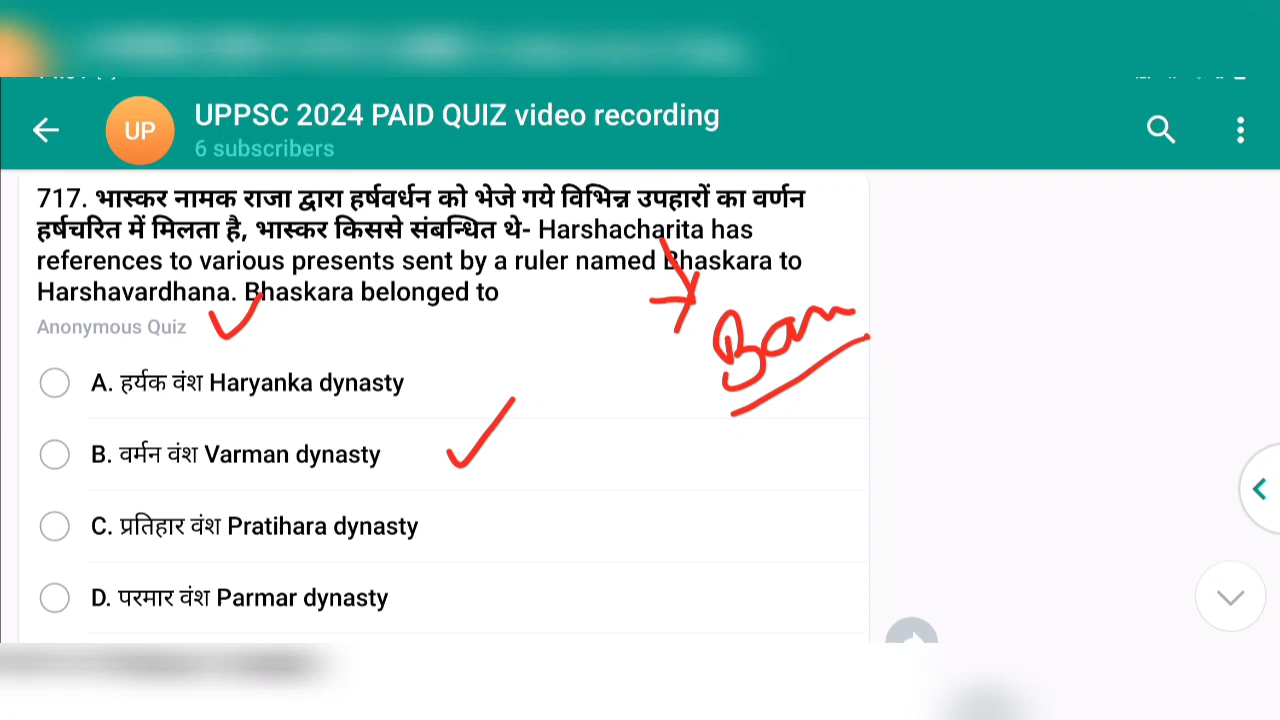 UP
UPPSC 2024 PAID QUIZ video recording
6 subscribers
717. भास्कर नामक राजा द्वारा हर्षवर्धन को भेजे गये विभिन्न उपहारों का वर्णन
हर्षचरित में मिलता है, भास्कर किससे संबन्धित थे- Harshacharita has
references to various presents sent by a ruler named Bhaskara to
Harshavardhana. Bhaskara belonged to
Anonymous Quiz
Ban
A. हर्यक वंश Haryanka dynasty
B. वर्मन वंश Varman dynasty
C. प्रतिहार वंश Pratihara dynasty
D. परमार वंश Parmar dynasty